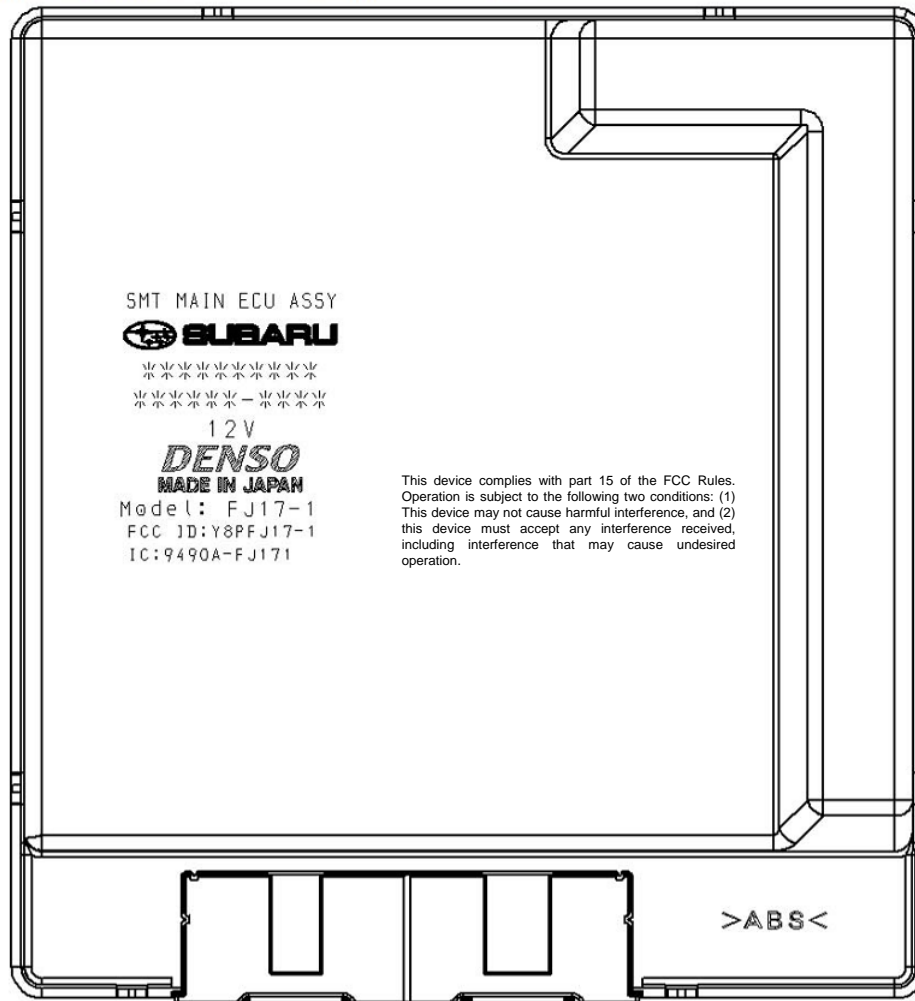 SMT MAIN ECU ASSY
SUBARU
**********
******-****
12V
DENSO
MADE IN JAPAN
Model: FJ17-1
FCC ID:Y8PFJ17-1
IC:9490A-FJ171
This device complies with part 15 of the FCC Rules.
Operation is subject to the following two conditions: (1)
This device may not cause harmful interference, and (2)
this device must accept any interference received,
including interference that may cause undesired
operation.
>ABS<